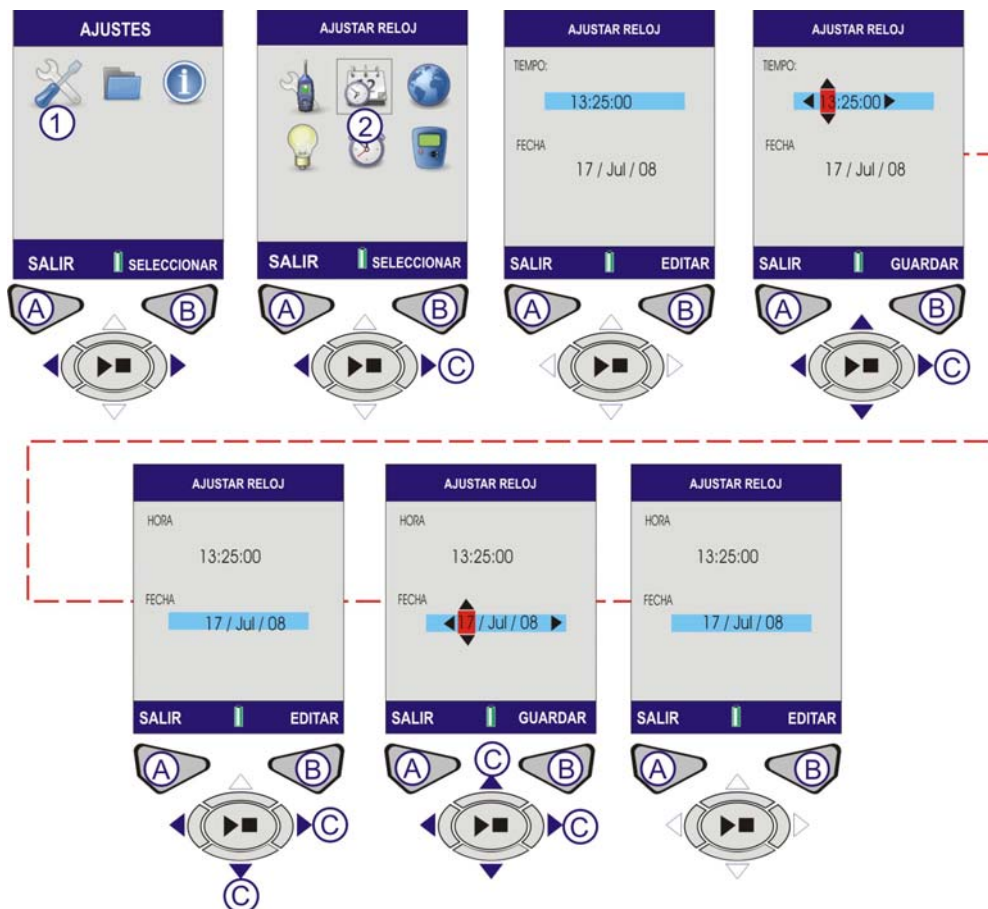 AJUSTES
1
SALIR SELECCIONAR
A B
AJUSTAR RELOJ
2
SALIR SELECCIONAR
A B
C
AJUSTAR RELOJ
TIEMPO:
13:25:00
FECHA
17 / Jul / 08
SALIR EDITAR
A B
AJUSTAR RELOJ
TIEMPO:
13:25:00
FECHA
17 / Jul / 08
SALIR GUARDAR
A B
C
AJUSTAR RELOJ
HORA
13:25:00
FECHA
17 / Jul / 08
SALIR EDITAR
A B
C
C
AJUSTAR RELOJ
HORA
13:25:00
FECHA
17 / Jul / 08
SALIR GUARDAR
A C B
C
AJUSTAR RELOJ
HORA
13:25:00
FECHA
17 / Jul / 08
SALIR EDITAR
A B